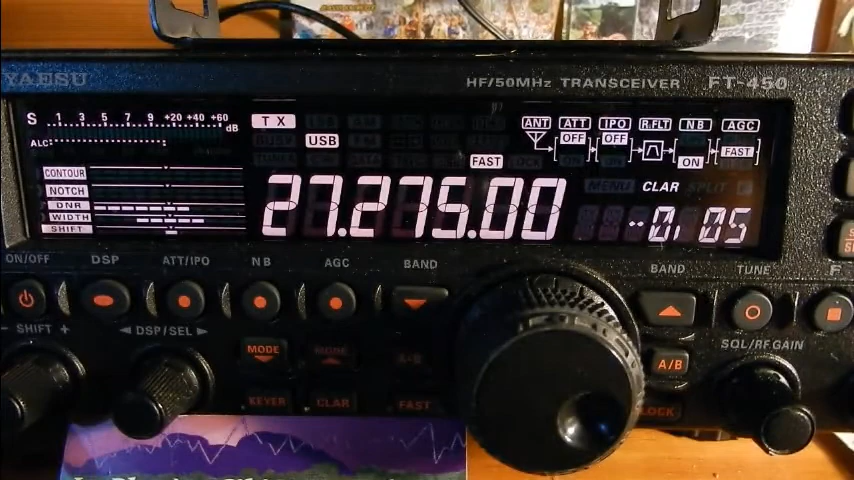 YAESU HF/50MHz TRANSCEIVER FT-450
S 1 3 5 7 9 +20 +40 +60 dB
ALC:
TX
USB
FAST
ANT ATT IPO R.FLT NB AGC
OFF OFF
ON FAST
CONTOUR
NOTCH
DNR
WIDTH
SHIFT
MENU CLAR SPLIT
27.275.00
-0.05
ON/OFF DSP ATT/IPO NB AGC BAND BAND TUNE F
- SHIFT + ◄DSP/SEL► SQL/RF GAIN
MODE MODE A/B
KEYER CLAR FAST LOCK